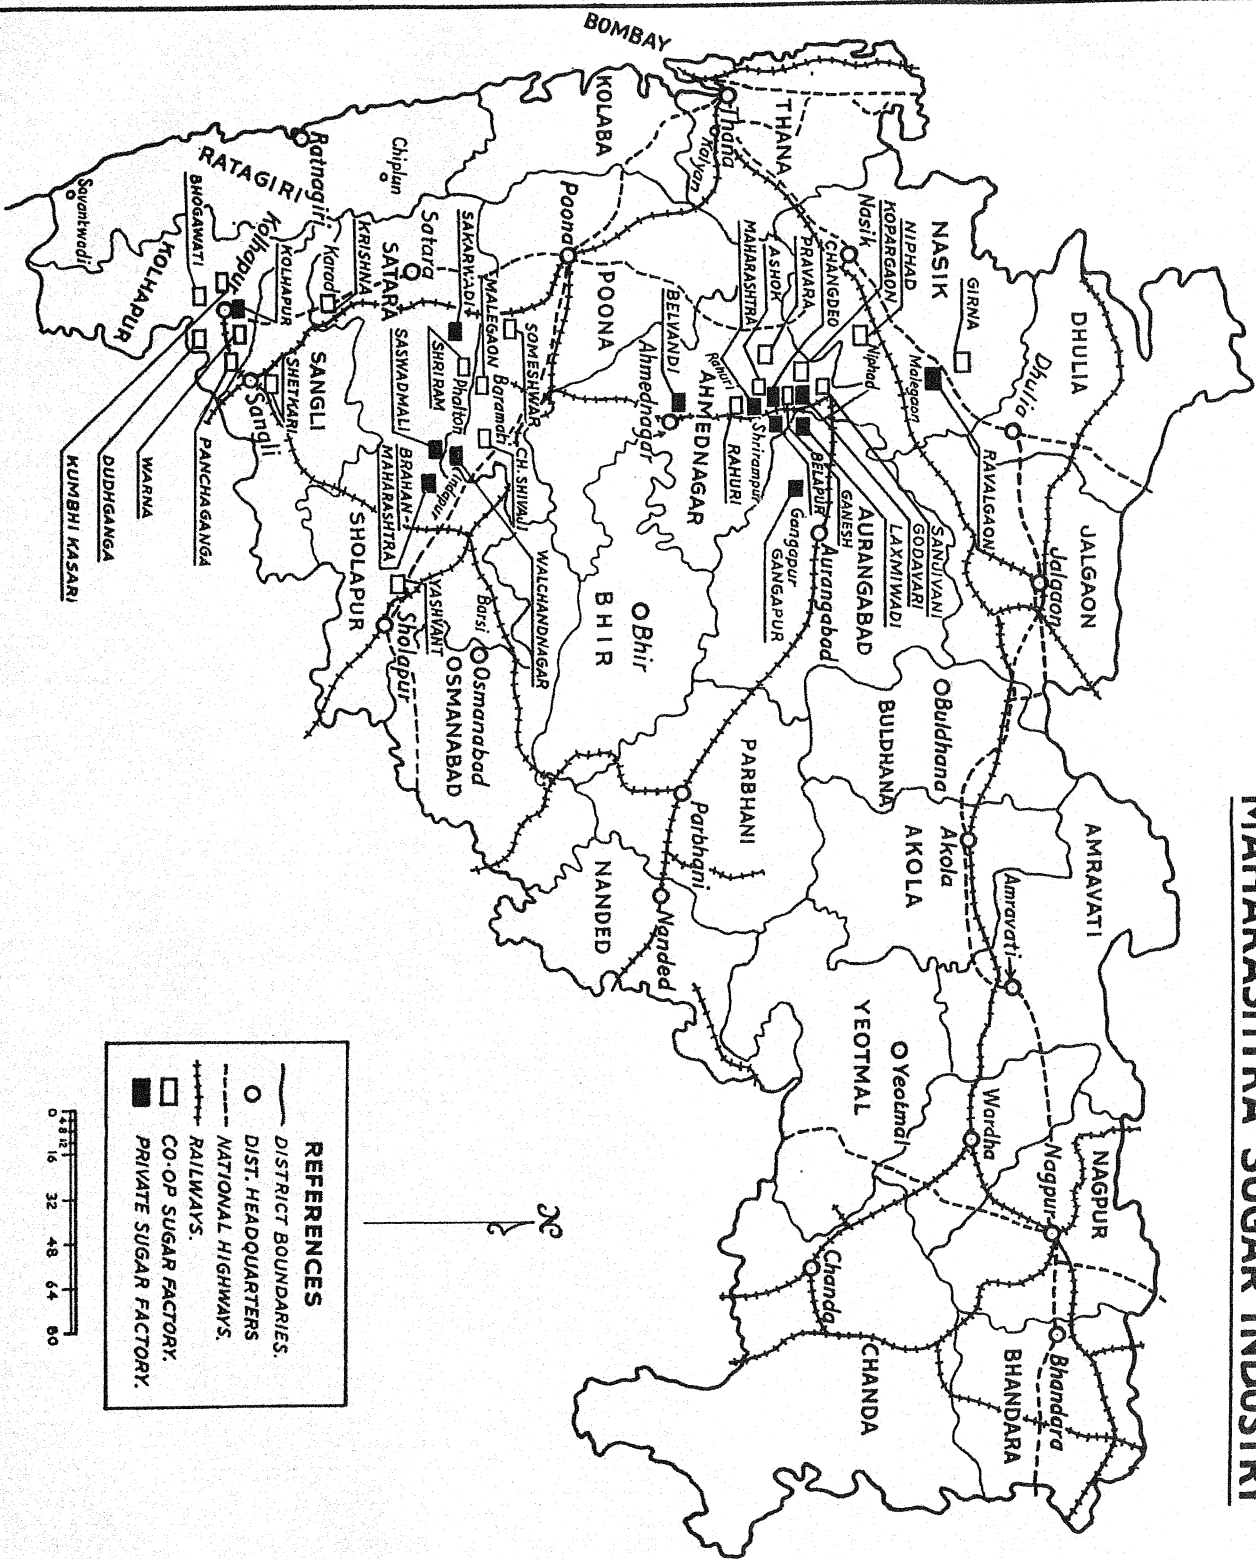 MAHARASHTRA SUGAR INDUSTRY
BOMBAY
THANA
Thana
Kalyan
KOLABA
RATAGIRI
Ratnagiri
Chiplun
Savantwadi
NASIK
Nasik
NIPHAD
KOPARGAON
CHANGDEO
PRAVARA
ASHOK
MAHARASHTRA
GIRNA
Niphad
Malegaon
RAVALGAON
DHULIA
Dhulia
JALGAON
Jalgaon
SANJIVANI
GODAVARI
LAXMIWADI
GANESH
BELAPUR
Rahuri
Shrirampur
RAHURI
AHMEDNAGAR
Ahmednagar
BELVANDI
AURANGABAD
Aurangabad
Gangapur
GANGAPUR
POONA
Poona
SOMESHWAR
MALEGAON
SAKARWADI
Baramati
CH. SHIVAJI
SHRIRAM
Phalton
SASWADMALI
Indapur
BRAHAN--
MAHARASHTRA
WALCHANDNAGAR
YASHVANT
SATARA
Satara
KRISHNA
Karad
SANGLI
Sangli
SHETKARI
KOLHAPUR
Kolhapur
KOLHAPUR
BHOGAWATI
PANCHAGANGA
WARNA
DUDHGANGA
KUMBHI KASARI
SHOLAPUR
Sholapur
Barsi
OSMANABAD
Osmanabad
BHIR
Bhir
PARBHANI
Parbhani
NANDED
Nanded
BULDHANA
Buldhana
AKOLA
Akola
AMRAVATI
Amravati
YEOTMAL
Yeotmal
Wardha
NAGPUR
Nagpur
BHANDARA
Bhandara
CHANDA
Chanda
N
REFERENCES
DISTRICT BOUNDARIES.
DIST. HEADQUARTERS
NATIONAL HIGHWAYS.
RAILWAYS.
CO-OP SUGAR FACTORY.
PRIVATE SUGAR FACTORY.
0 4 8 12 16 32 48 64 80